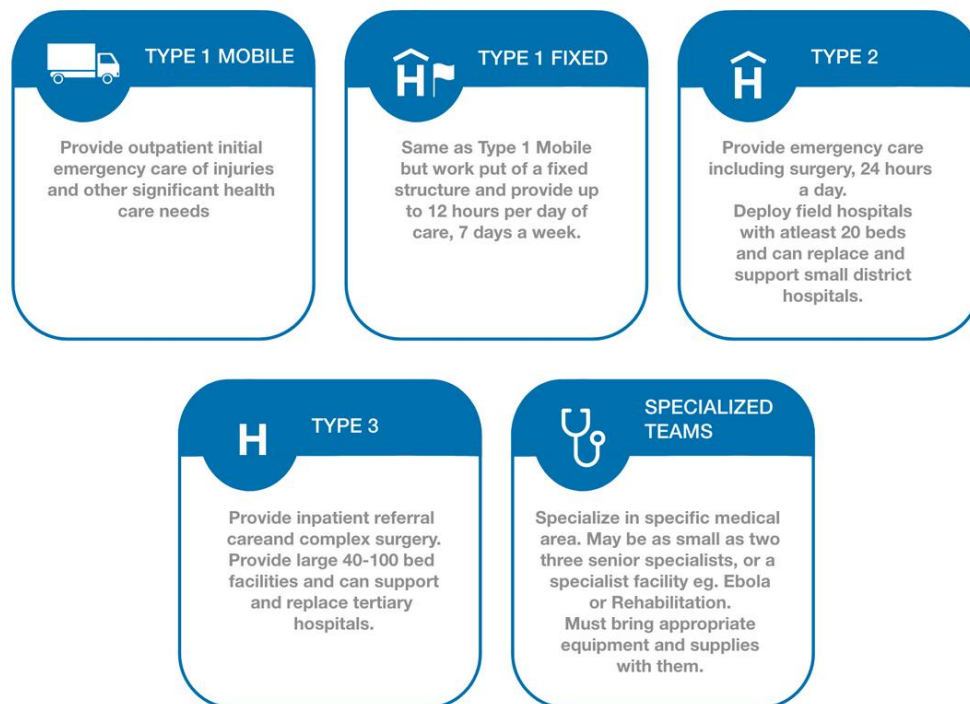 TYPE 1 MOBILE
Provide outpatient initial
emergency care of injuries
and other significant health
care needs
TYPE 1 FIXED
Same as Type 1 Mobile
but work put of a fixed
structure and provide up
to 12 hours per day of
care, 7 days a week.
TYPE 2
Provide emergency care
including surgery, 24 hours
a day.
Deploy field hospitals
with atleast 20 beds
and can replace and
support small district
hospitals.
H
TYPE 3
Provide inpatient referral
careand complex surgery.
Provide large 40-100 bed
facilities and can support
and replace tertiary
hospitals.
SPECIALIZED
TEAMS
Specialize in specific medical
area. May be as small as two
three senior specialists, or a
specialist facility eg. Ebola
or Rehabilitation.
Must bring appropriate
equipment and supplies
with them.